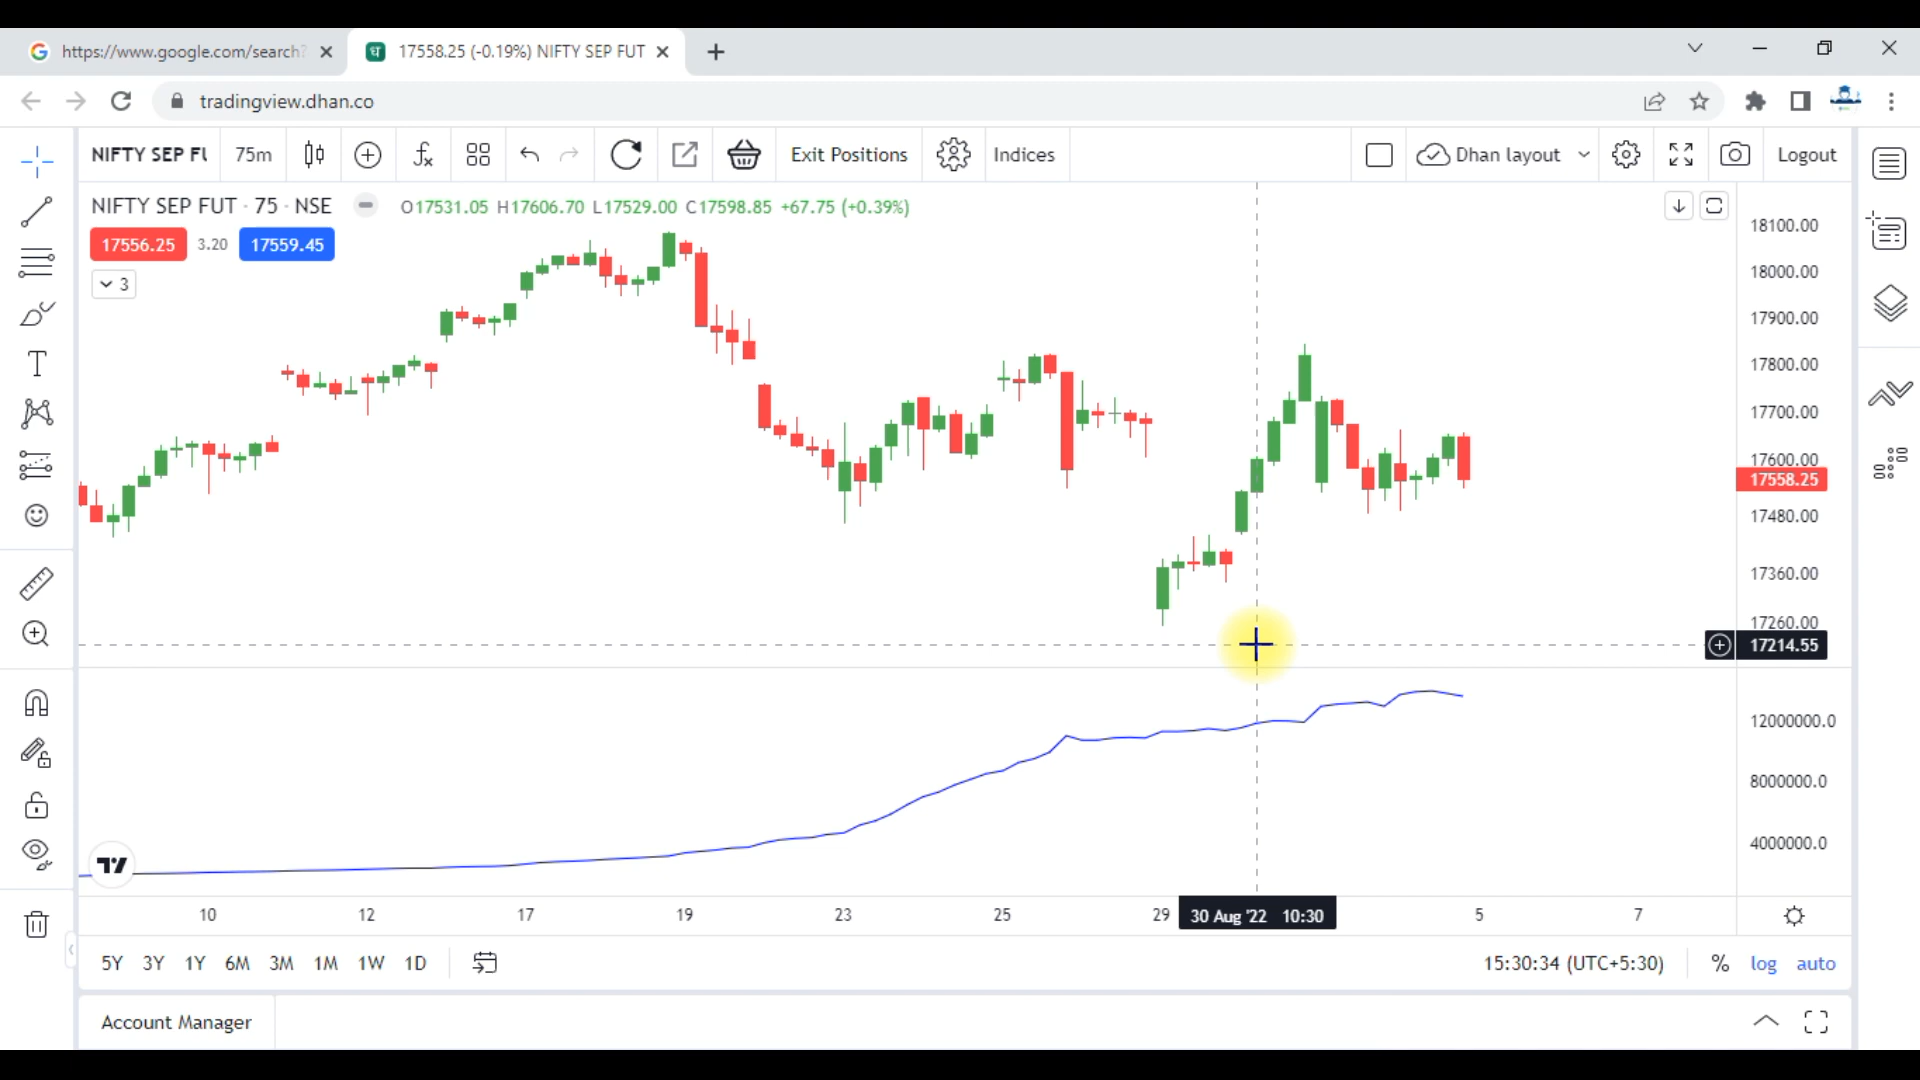 https://www.google.com/search?
17558.25 (-0.19%) NIFTY SEP FUT
tradingview.dhan.co
NIFTY SEP FU 75m Exit Positions Indices Dhan layout Logout
NIFTY SEP FUT · 75 · NSE O17531.05 H17606.70 L17529.00 C17598.85 +67.75 (+0.39%)
17556.25 3.20 17559.45
3
18100.00
18000.00
17900.00
17800.00
17700.00
17600.00
17558.25
17480.00
17360.00
17260.00
17214.55
12000000.0
8000000.0
4000000.0
10 12 17 19 23 25 29 30 Aug '22 10:30 5 7
5Y 3Y 1Y 6M 3M 1M 1W 1D 15:30:34 (UTC+5:30) % log auto
Account Manager